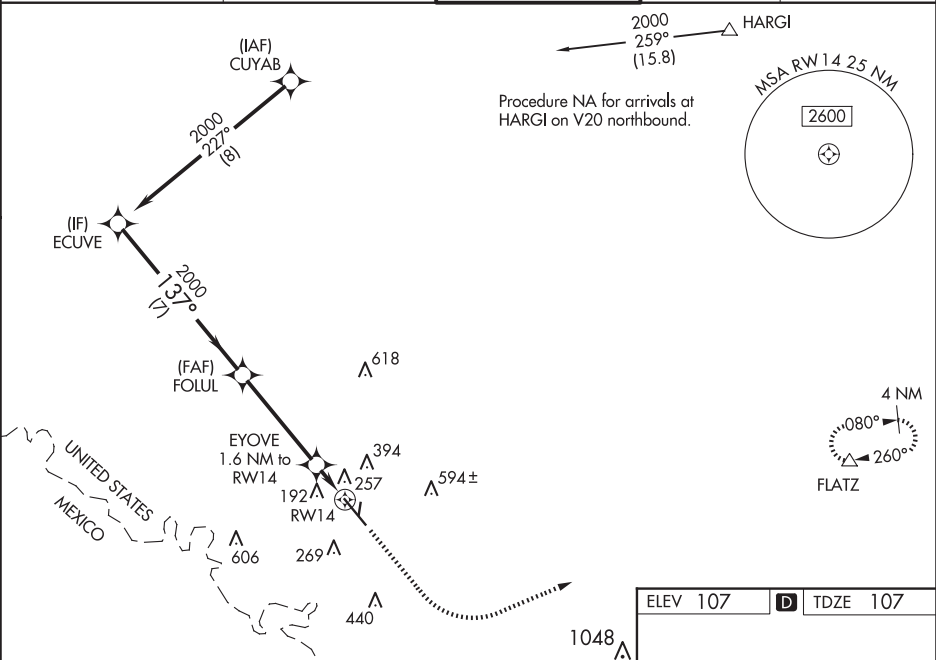 2000
259°
(15.8)
HARGI
(IAF)
CUYAB
MSA RW14 25 NM
2600
Procedure NA for arrivals at
HARGI on V20 northbound.
2000
227°
(8)
(IF)
ECUVE
2000
137°
(7)
(FAF)
FOLUL
618
4 NM
080°
260°
FLATZ
EYOVE
1.6 NM to
RW14
394
257
594±
192
RW14
UNITED STATES
MEXICO
606
269
440
ELEV 107 D TDZE 107
1048